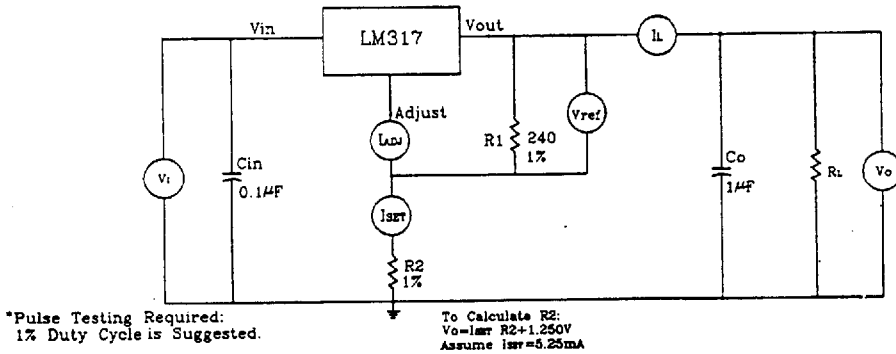 Vin
LM317
Vout
IL
Adjust
IADJ
R1
240
1%
Vref
VI
Cin
0.1μF
ISET
Co
1μF
RL
VO
R2
1%
*Pulse Testing Required:
1% Duty Cycle is Suggested.
To Calculate R2:
Vo=ISET R2+1.250V
Assume ISET=5.25mA